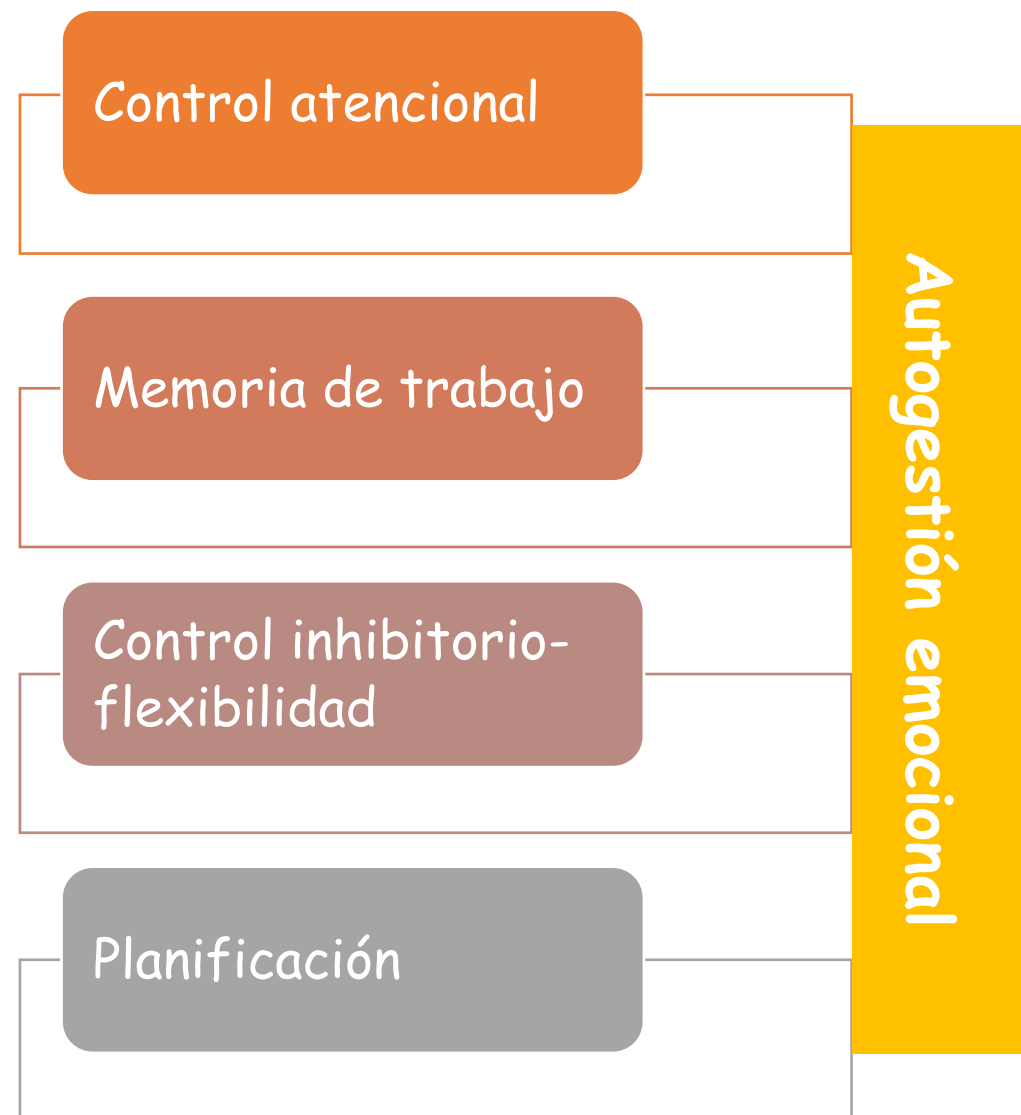 Control atencional
Memoria de trabajo
Control inhibitorio-
flexibilidad
Planificación
Autogestión emocional